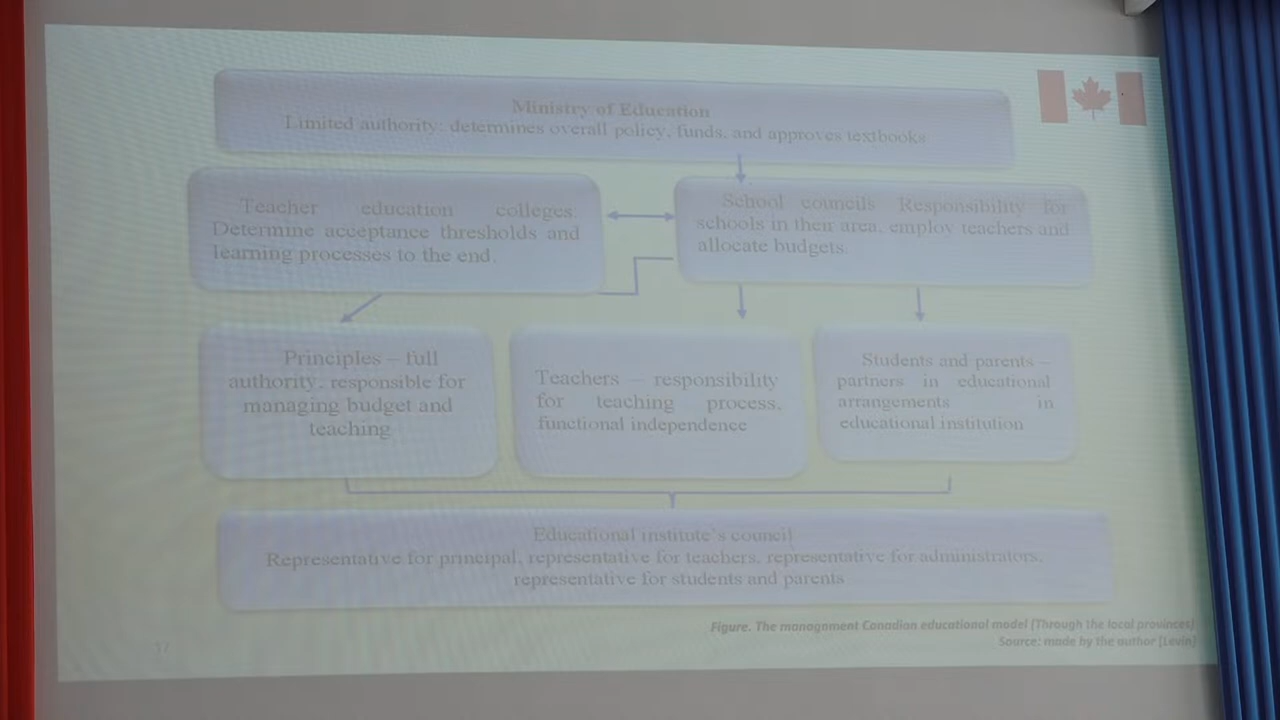 Ministry of Education
Limited authority: determines overall policy, funds, and approves textbooks
Teacher education colleges:
Determine acceptance thresholds and
learning processes to the end.
School councils Responsibility for
schools in their area, employ teachers and
allocate budgets.
Principles – full
authority: responsible for
managing budget and
teaching
Teachers – responsibility
for teaching process,
functional independence
Students and parents –
partners in educational
arrangements in
educational institution
Educational institute's council
Representative for principal, representative for teachers, representative for administrators,
representative for students and parents
Figure. The management Canadian educational model (Through the local provinces)
Source: made by the author [Levin]
37